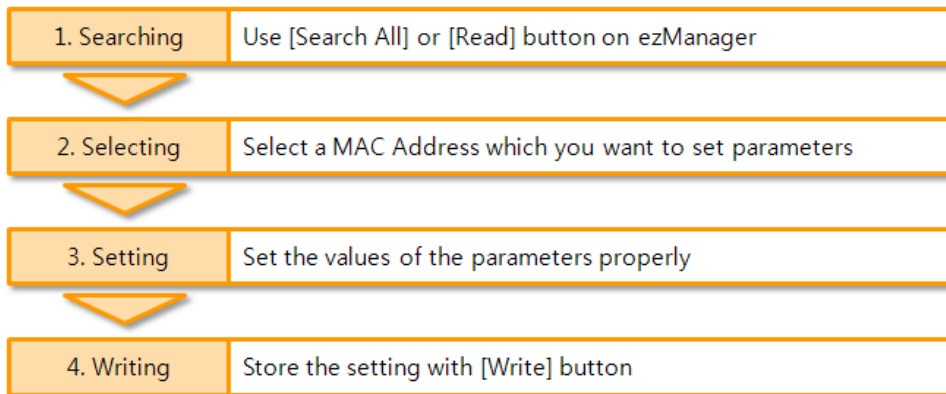 1. Searching Use [Search All] or [Read] button on ezManager
2. Selecting Select a MAC Address which you want to set parameters
3. Setting Set the values of the parameters properly
4. Writing Store the setting with [Write] button